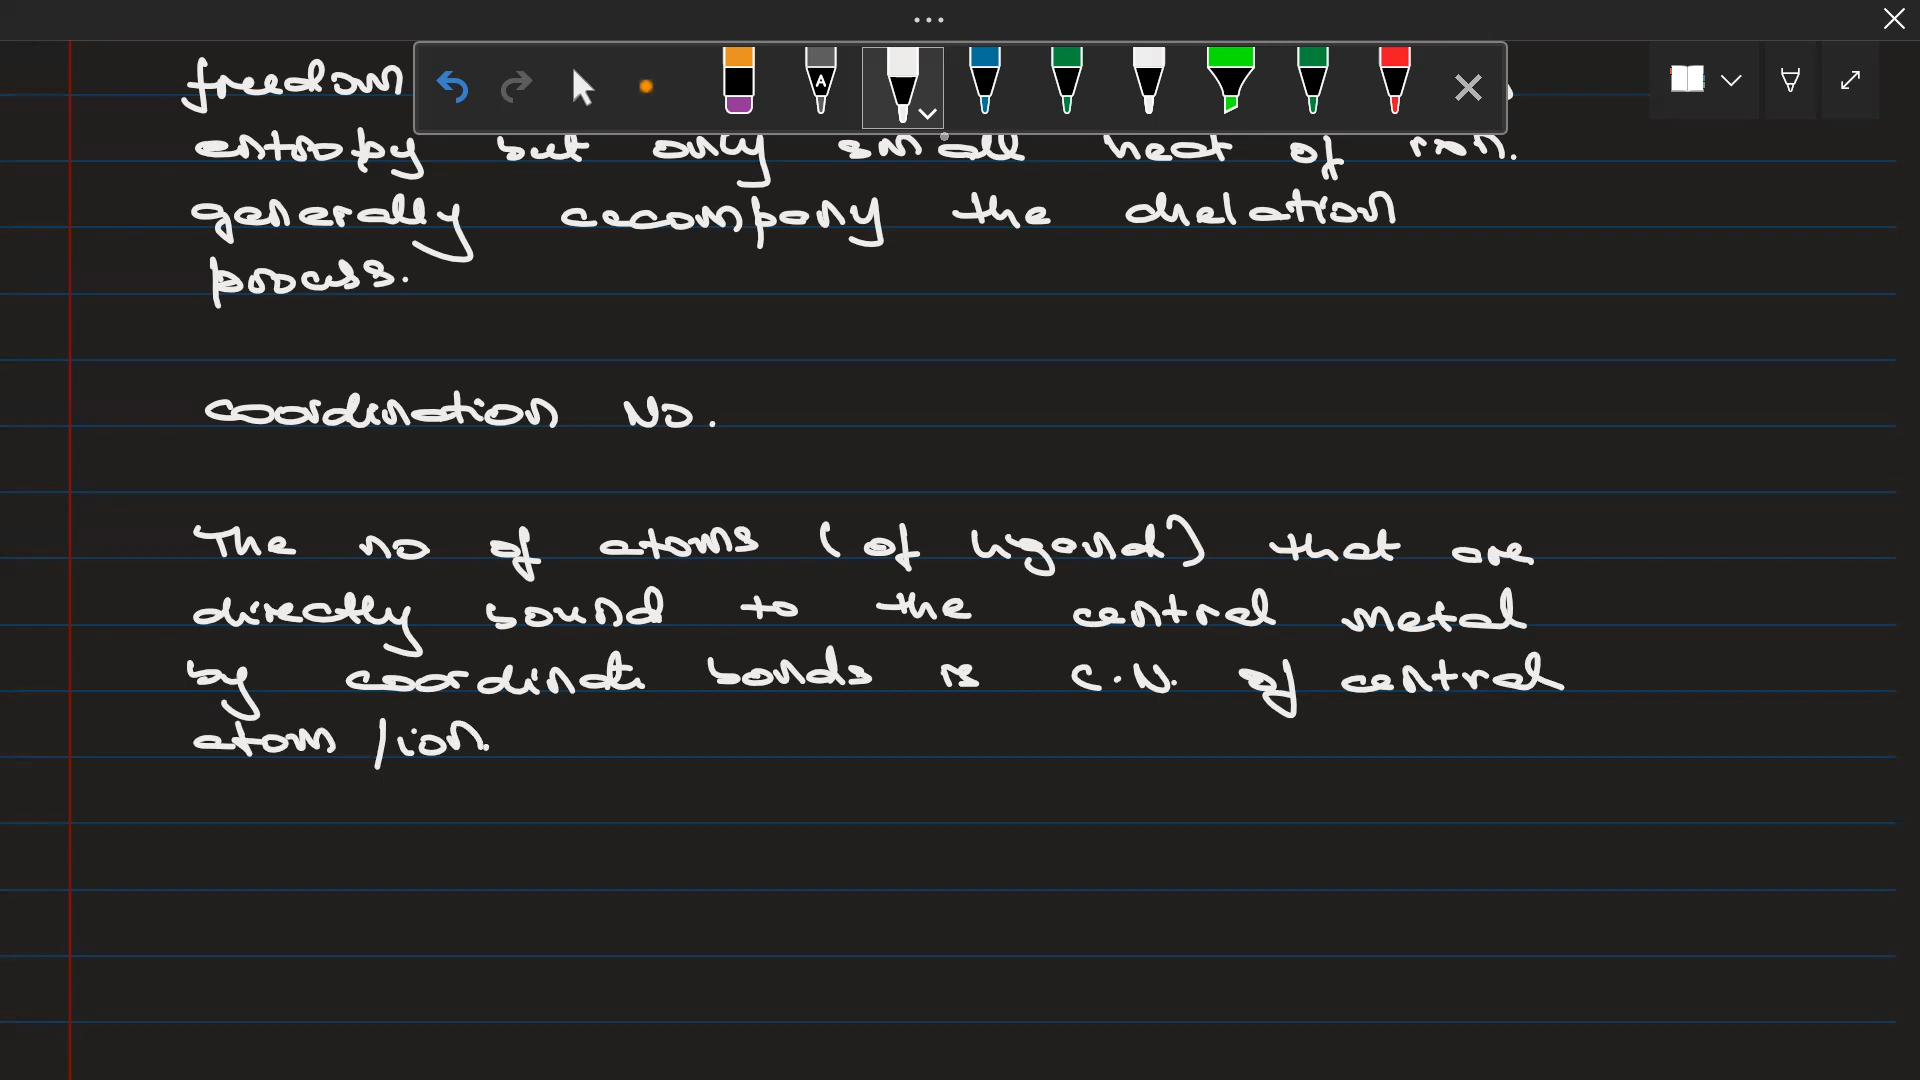 freedom
entropy but only small heat of rxn.
generally accompany the chelation
process.
coordination No.
The no of atoms (of ligand) that are
directly bound to the central metal
by coordinate bonds is C.N. of central
atom / ion.